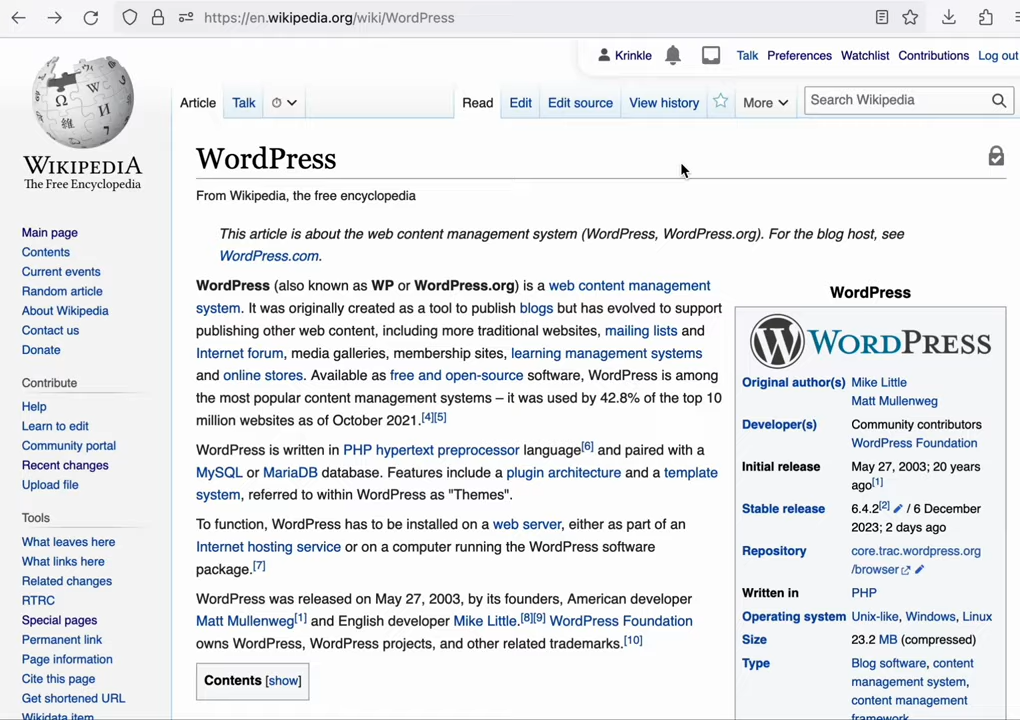 https://en.wikipedia.org/wiki/WordPress
Krinkle Talk Preferences Watchlist Contributions Log out
Article Talk Read Edit Edit source View history More Search Wikipedia
WIKIPEDIA
The Free Encyclopedia
Main page
Contents
Current events
Random article
About Wikipedia
Contact us
Donate
Contribute
Help
Learn to edit
Community portal
Recent changes
Upload file
Tools
What leaves here
What links here
Related changes
RTRC
Special pages
Permanent link
Page information
Cite this page
Get shortened URL
Wikidata item
WordPress
From Wikipedia, the free encyclopedia
This article is about the web content management system (WordPress, WordPress.org). For the blog host, see
WordPress.com.
WordPress (also known as WP or WordPress.org) is a web content management
system. It was originally created as a tool to publish blogs but has evolved to support
publishing other web content, including more traditional websites, mailing lists and
Internet forum, media galleries, membership sites, learning management systems
and online stores. Available as free and open-source software, WordPress is among
the most popular content management systems – it was used by 42.8% of the top 10
million websites as of October 2021.[4][5]
WordPress is written in PHP hypertext preprocessor language[6] and paired with a
MySQL or MariaDB database. Features include a plugin architecture and a template
system, referred to within WordPress as "Themes".
To function, WordPress has to be installed on a web server, either as part of an
Internet hosting service or on a computer running the WordPress software
package.[7]
WordPress was released on May 27, 2003, by its founders, American developer
Matt Mullenweg[1] and English developer Mike Little.[8][9] WordPress Foundation
owns WordPress, WordPress projects, and other related trademarks.[10]
Contents [show]
WordPress
WORDPRESS
Original author(s) Mike Little
Matt Mullenweg
Developer(s) Community contributors
WordPress Foundation
Initial release May 27, 2003; 20 years
ago[1]
Stable release 6.4.2[2] / 6 December
2023; 2 days ago
Repository core.trac.wordpress.org
/browser
Written in PHP
Operating system Unix-like, Windows, Linux
Size 23.2 MB (compressed)
Type Blog software, content
management system,
content management
framework